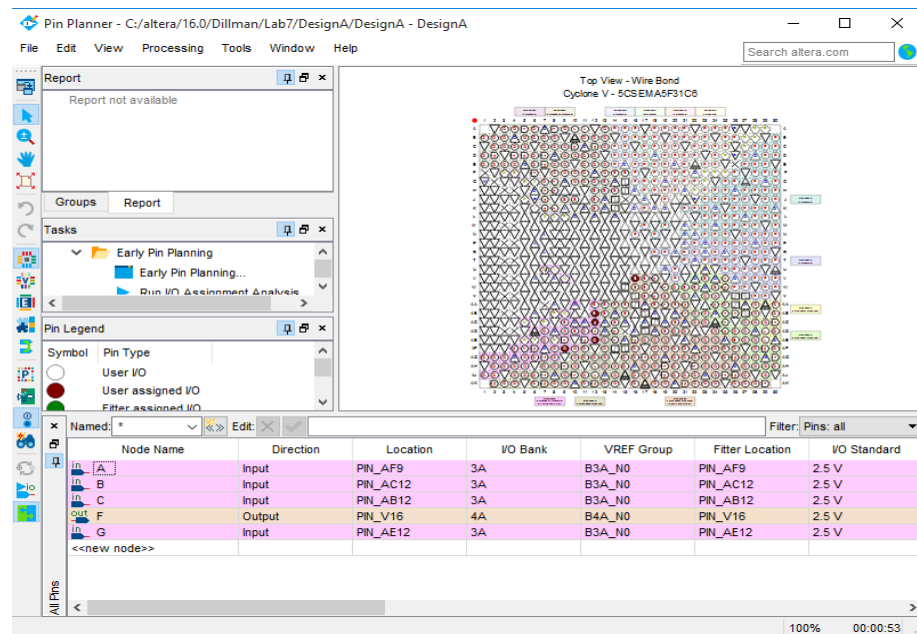 Pin Planner - C:/altera/16.0/Dillman/Lab7/DesignA/DesignA - DesignA
File Edit View Processing Tools Window Help
Search altera.com
Report
Report not available
Groups Report
Tasks
Early Pin Planning
Early Pin Planning...
Run I/O Assignment Analysis
Pin Legend
Symbol Pin Type
User I/O
User assigned I/O
Fitter assigned I/O
Top View - Wire Bond
Cyclone V - 5CSEMA5F31C6
Named: * Edit: Filter: Pins: all
Node Name Direction Location I/O Bank VREF Group Fitter Location I/O Standard
in A Input PIN_AF9 3A B3A_N0 PIN_AF9 2.5 V
in B Input PIN_AC12 3A B3A_N0 PIN_AC12 2.5 V
in C Input PIN_AB12 3A B3A_N0 PIN_AB12 2.5 V
out F Output PIN_V16 4A B4A_N0 PIN_V16 2.5 V
in G Input PIN_AE12 3A B3A_N0 PIN_AE12 2.5 V
<<new node>>
All Pins
100% 00:00:53